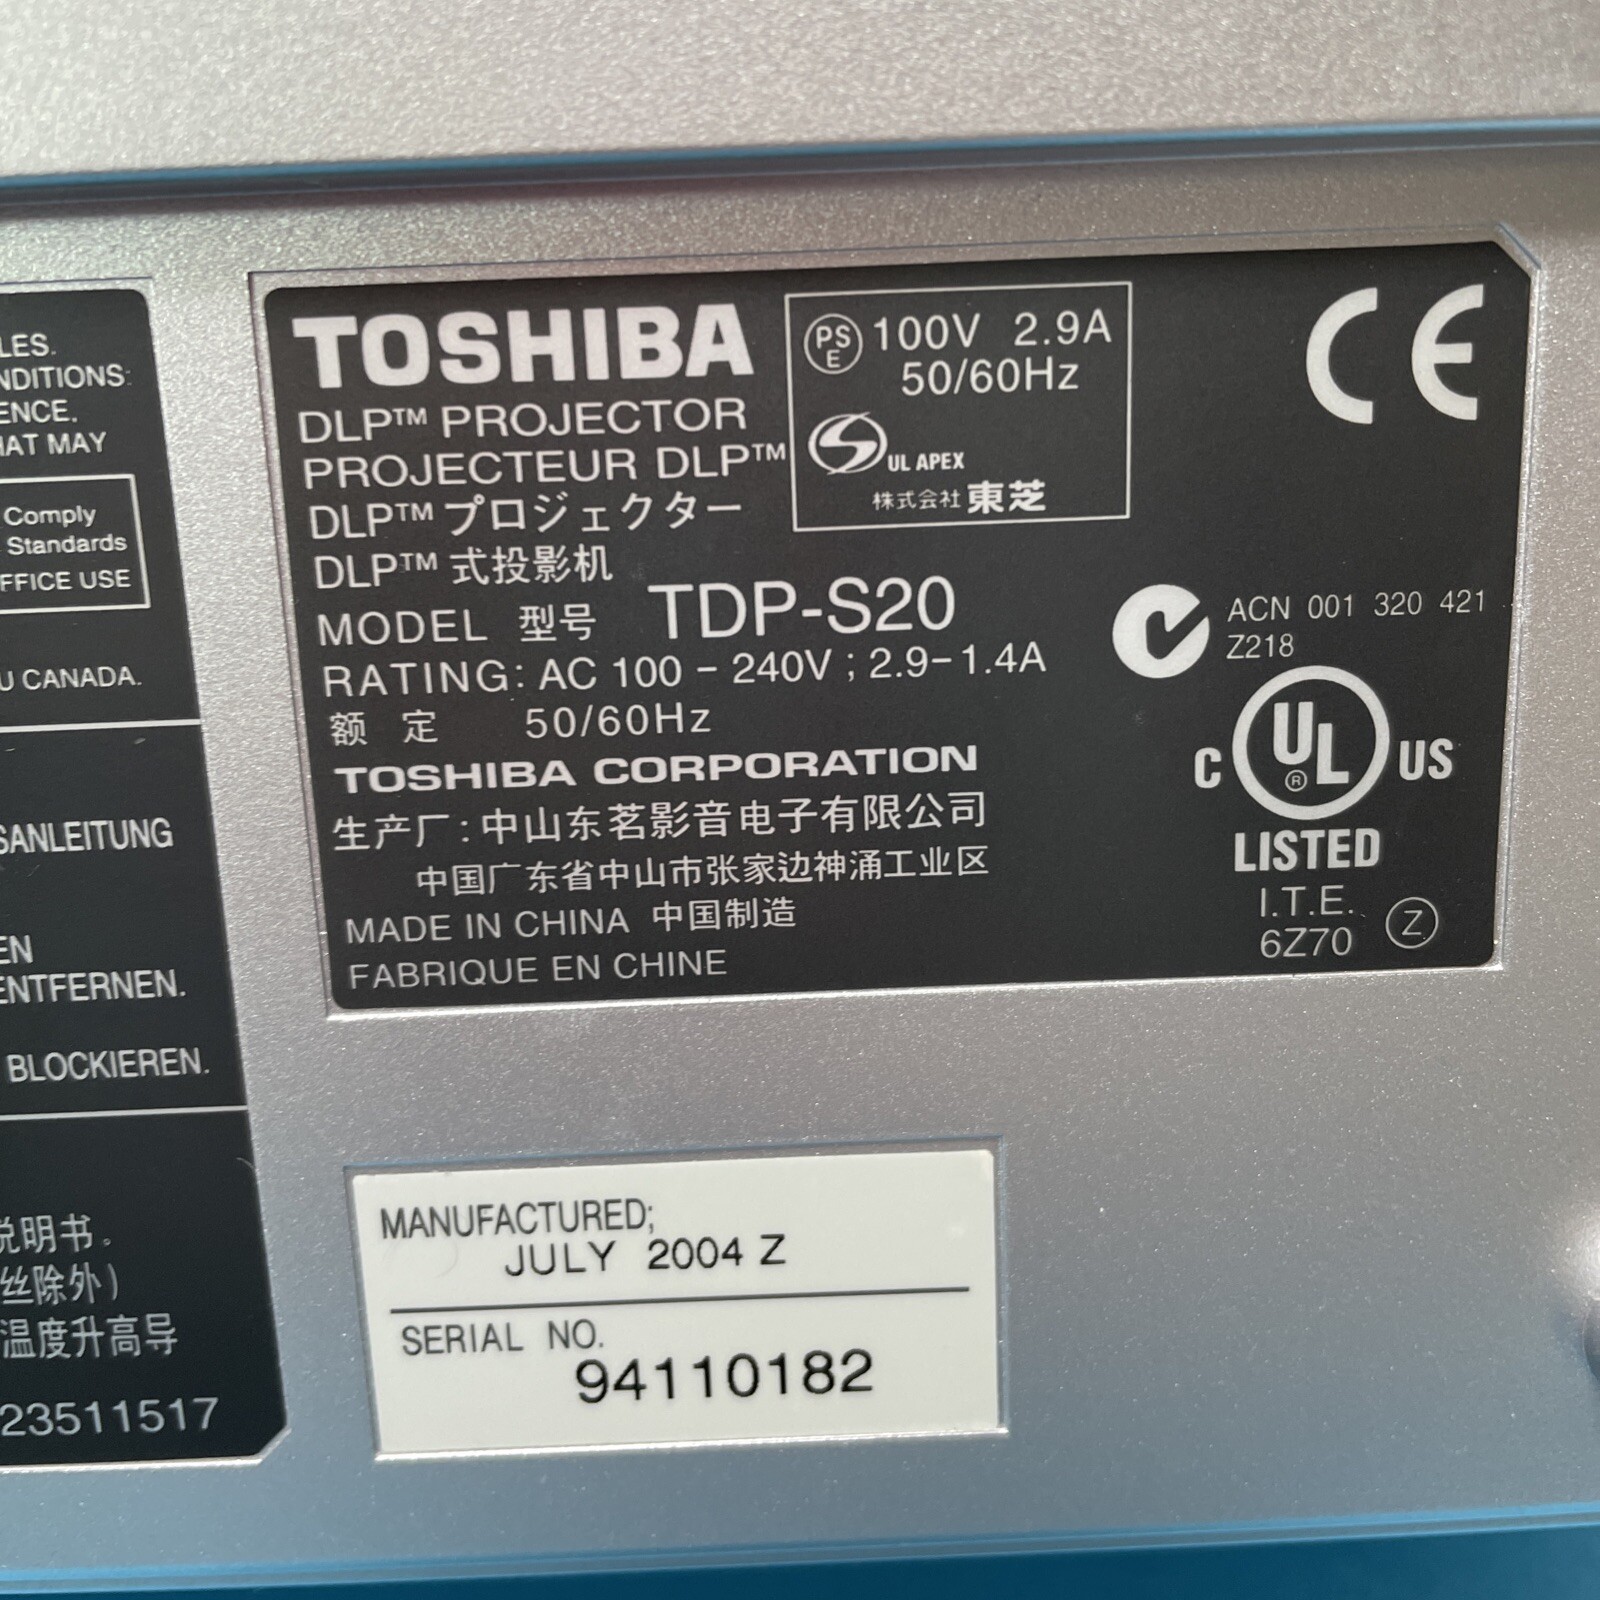 LES.
NDITIONS:
ENCE,
HAT MAY
Comply
Standards
FFICE USE
U CANADA.
SANLEITUNG
EN
ENTFERNEN.
BLOCKIEREN.
说明书。
丝除外)
温度升高导
23511517
TOSHIBA
DLP™ PROJECTOR
PROJECTEUR DLP™
DLP™ プロジェクター
DLP™ 式投影机
MODEL 型号 TDP-S20
RATING: AC 100 – 240V ; 2.9–1.4A
额 定 50/60Hz
TOSHIBA CORPORATION
生产厂: 中山东茗影音电子有限公司
中国广东省中山市张家边神涌工业区
MADE IN CHINA 中国制造
FABRIQUE EN CHINE
PS E 100V 2.9A
50/60Hz
UL APEX
株式会社 東芝
CE
ACN 001 320 421
Z218
C UL ® US
LISTED
I.T.E.
6Z70 Z
MANUFACTURED;
JULY 2004 Z
SERIAL NO.
94110182